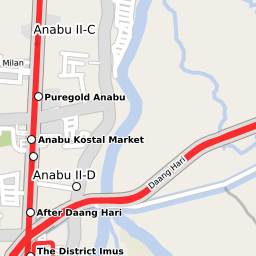 Anabu II-C
Milan
Puregold Anabu
Anabu Kostal Market
Daang Hari
Anabu II-D
After Daang Hari
The District Imus